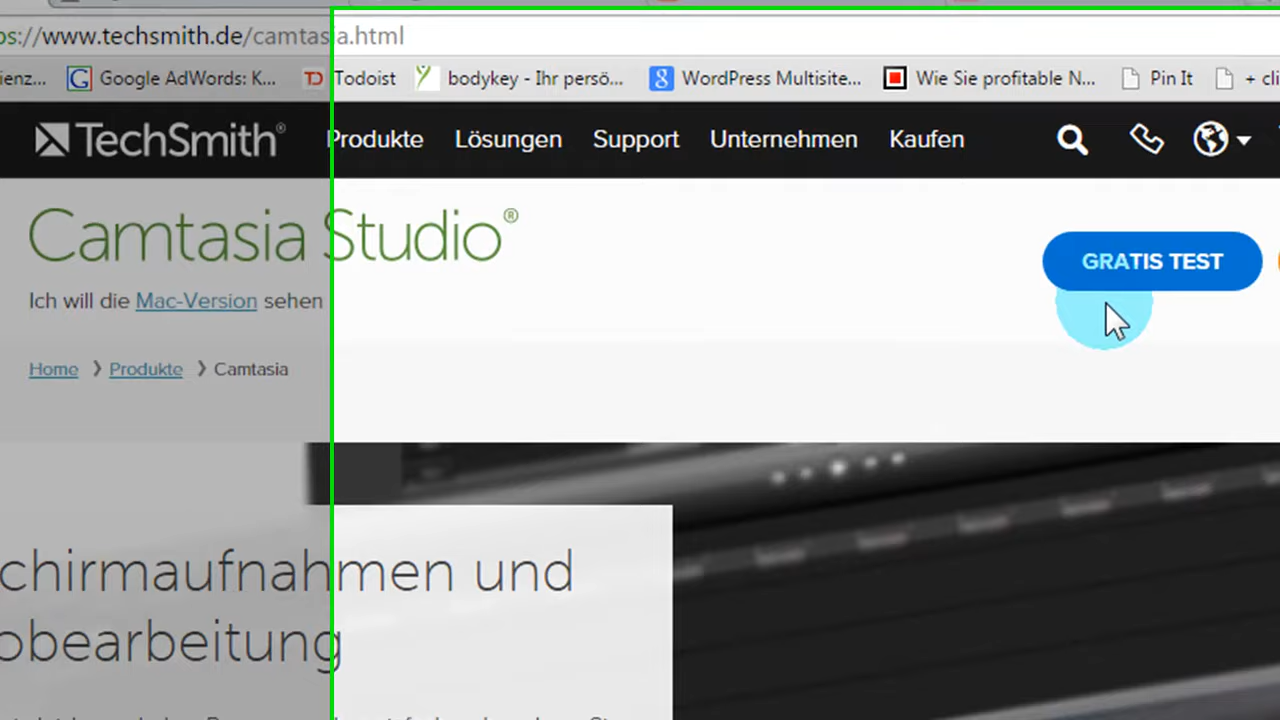 ps://www.techsmith.de/camtasia.html
ienz... Google AdWords: K... TD Todoist bodykey - Ihr persö... 8 WordPress Multisite... Wie Sie profitable N... Pin It + cli
TechSmith® Produkte Lösungen Support Unternehmen Kaufen
Camtasia Studio®
GRATIS TEST
Ich will die Mac-Version sehen
Home > Produkte > Camtasia
chirmaufnahmen und
obearbeitung